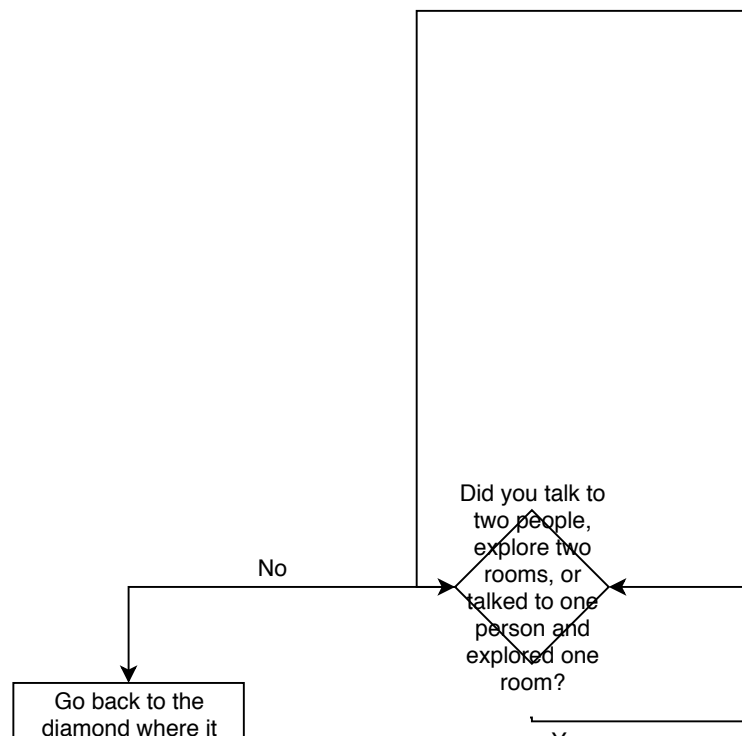 Did you talk to
two people,
explore two
rooms, or
talked to one
person and
explored one
room?
No
Go back to the
diamond where it